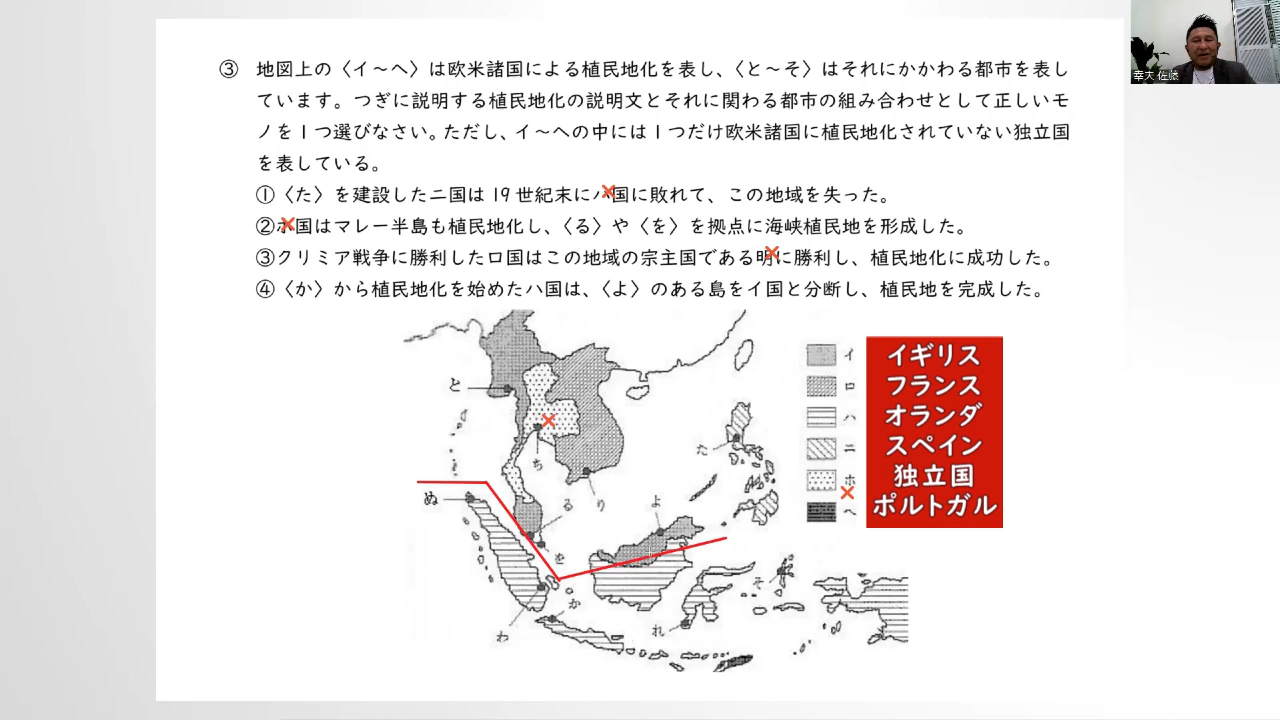 幸大 佐藤
③ 地図上の〈イ～ヘ〉は欧米諸国による植民地化を表し、〈と～そ〉はそれにかかわる都市を表し
ています。つぎに説明する植民地化の説明文とそれに関わる都市の組み合わせとして正しいモ
ノを1つ選びなさい。ただし、イ～ヘの中には1つだけ欧米諸国に植民地化されていない独立国
を表している。
①〈た〉を建設したニ国は 19 世紀末にハ国に敗れて、この地域を失った。
②ホ国はマレー半島も植民地化し、〈る〉や〈を〉を拠点に海峡植民地を形成した。
③クリミア戦争に勝利したロ国はこの地域の宗主国である明に勝利し、植民地化に成功した。
④〈か〉から植民地化を始めたハ国は、〈よ〉のある島をイ国と分断し、植民地を完成した。
イ イギリス
ロ フランス
ハ オランダ
ニ スペイン
ホ 独立国
ヘ ポルトガル
と
た
ち
ぬ
る
り
よ
を
そ
か
わ
れ